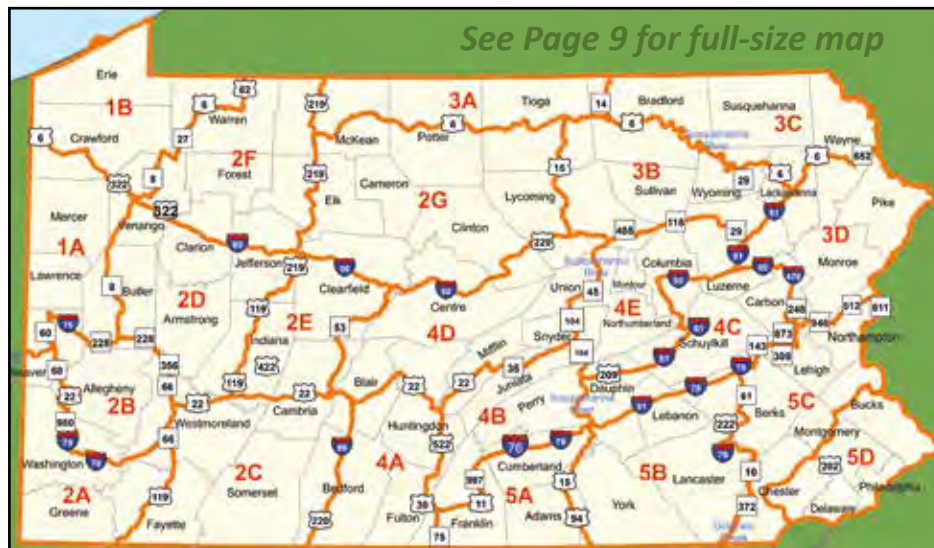 See Page 9 for full-size map
Erie
1B
6
62
Warren
219
3A
Tioga
14
Bradford
Susquehanna
3C
6
Crawford
27
McKean
Potter
6
6
Wayne
6
652
2F
Forest
322
8
219
Cameron
15
3B
Sullivan
Wyoming
29
6
Lackawanna
Mercer
Venango
322
Elk
2G
Lycoming
81
Pike
Clarion
80
Clinton
118
29
3D
1A
Jefferson
219
80
220
Columbia
81
80
Monroe
Lawrence
8
Butler
2D
Clearfield
80
Centre
Union
45
Montour
80
Luzerne
Carbon
Armstrong
119
2E
53
4D
4E
4C
248
512
611
60
76
Indiana
Snyder
104
Northumberland
81
873
946
Northampton
228
228
422
Mifflin
Schuylkill
143
309
60
356
Blair
35
Juniata
81
78
Lehigh
Allegheny
66
119
22
22
22
Dauphin
209
78
22
2B
22
Cambria
Huntingdon
4B
Perry
81
Lebanon
61
Berks
5C
Bucks
Westmoreland
522
76
76
222
Montgomery
79
66
99
4A
Cumberland
76
5D
Washington
70
997
5B
Lancaster
10
202
2A
2C
Bedford
5A
15
Chester
Philadelphia
Greene
119
Somerset
Fulton
11
York
372
Delaware
Fayette
220
Franklin
Adams
94
75